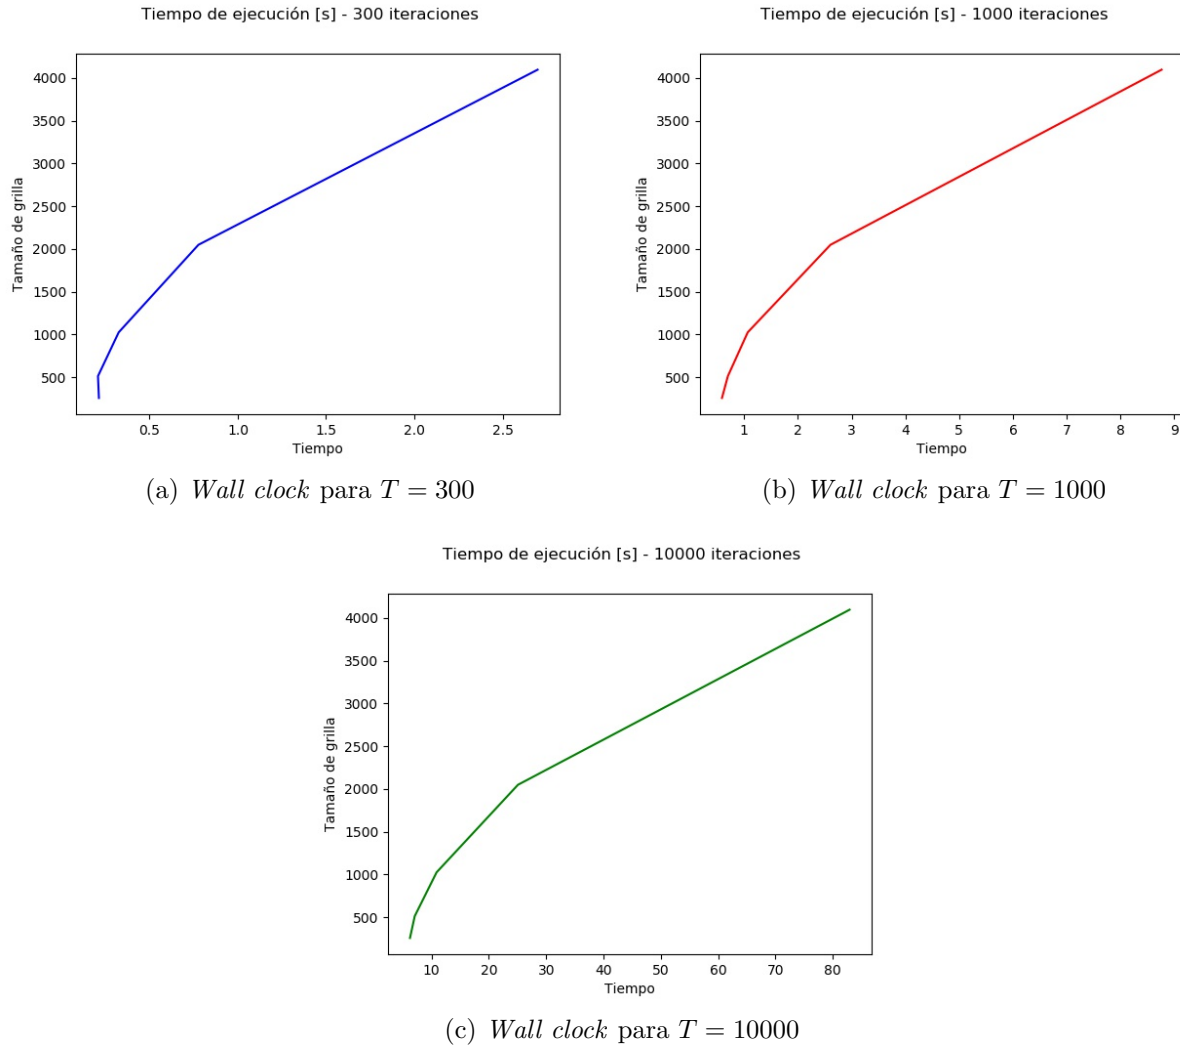 Tiempo de ejecución [s] - 300 iteraciones
Tamaño de grilla
4000
3500
3000
2500
2000
1500
1000
500
0.5 1.0 1.5 2.0 2.5
Tiempo
(a) Wall clock para T = 300
Tiempo de ejecución [s] - 1000 iteraciones
Tamaño de grilla
4000
3500
3000
2500
2000
1500
1000
500
1 2 3 4 5 6 7 8 9
Tiempo
(b) Wall clock para T = 1000
Tiempo de ejecución [s] - 10000 iteraciones
Tamaño de grilla
4000
3500
3000
2500
2000
1500
1000
500
10 20 30 40 50 60 70 80
Tiempo
(c) Wall clock para T = 10000